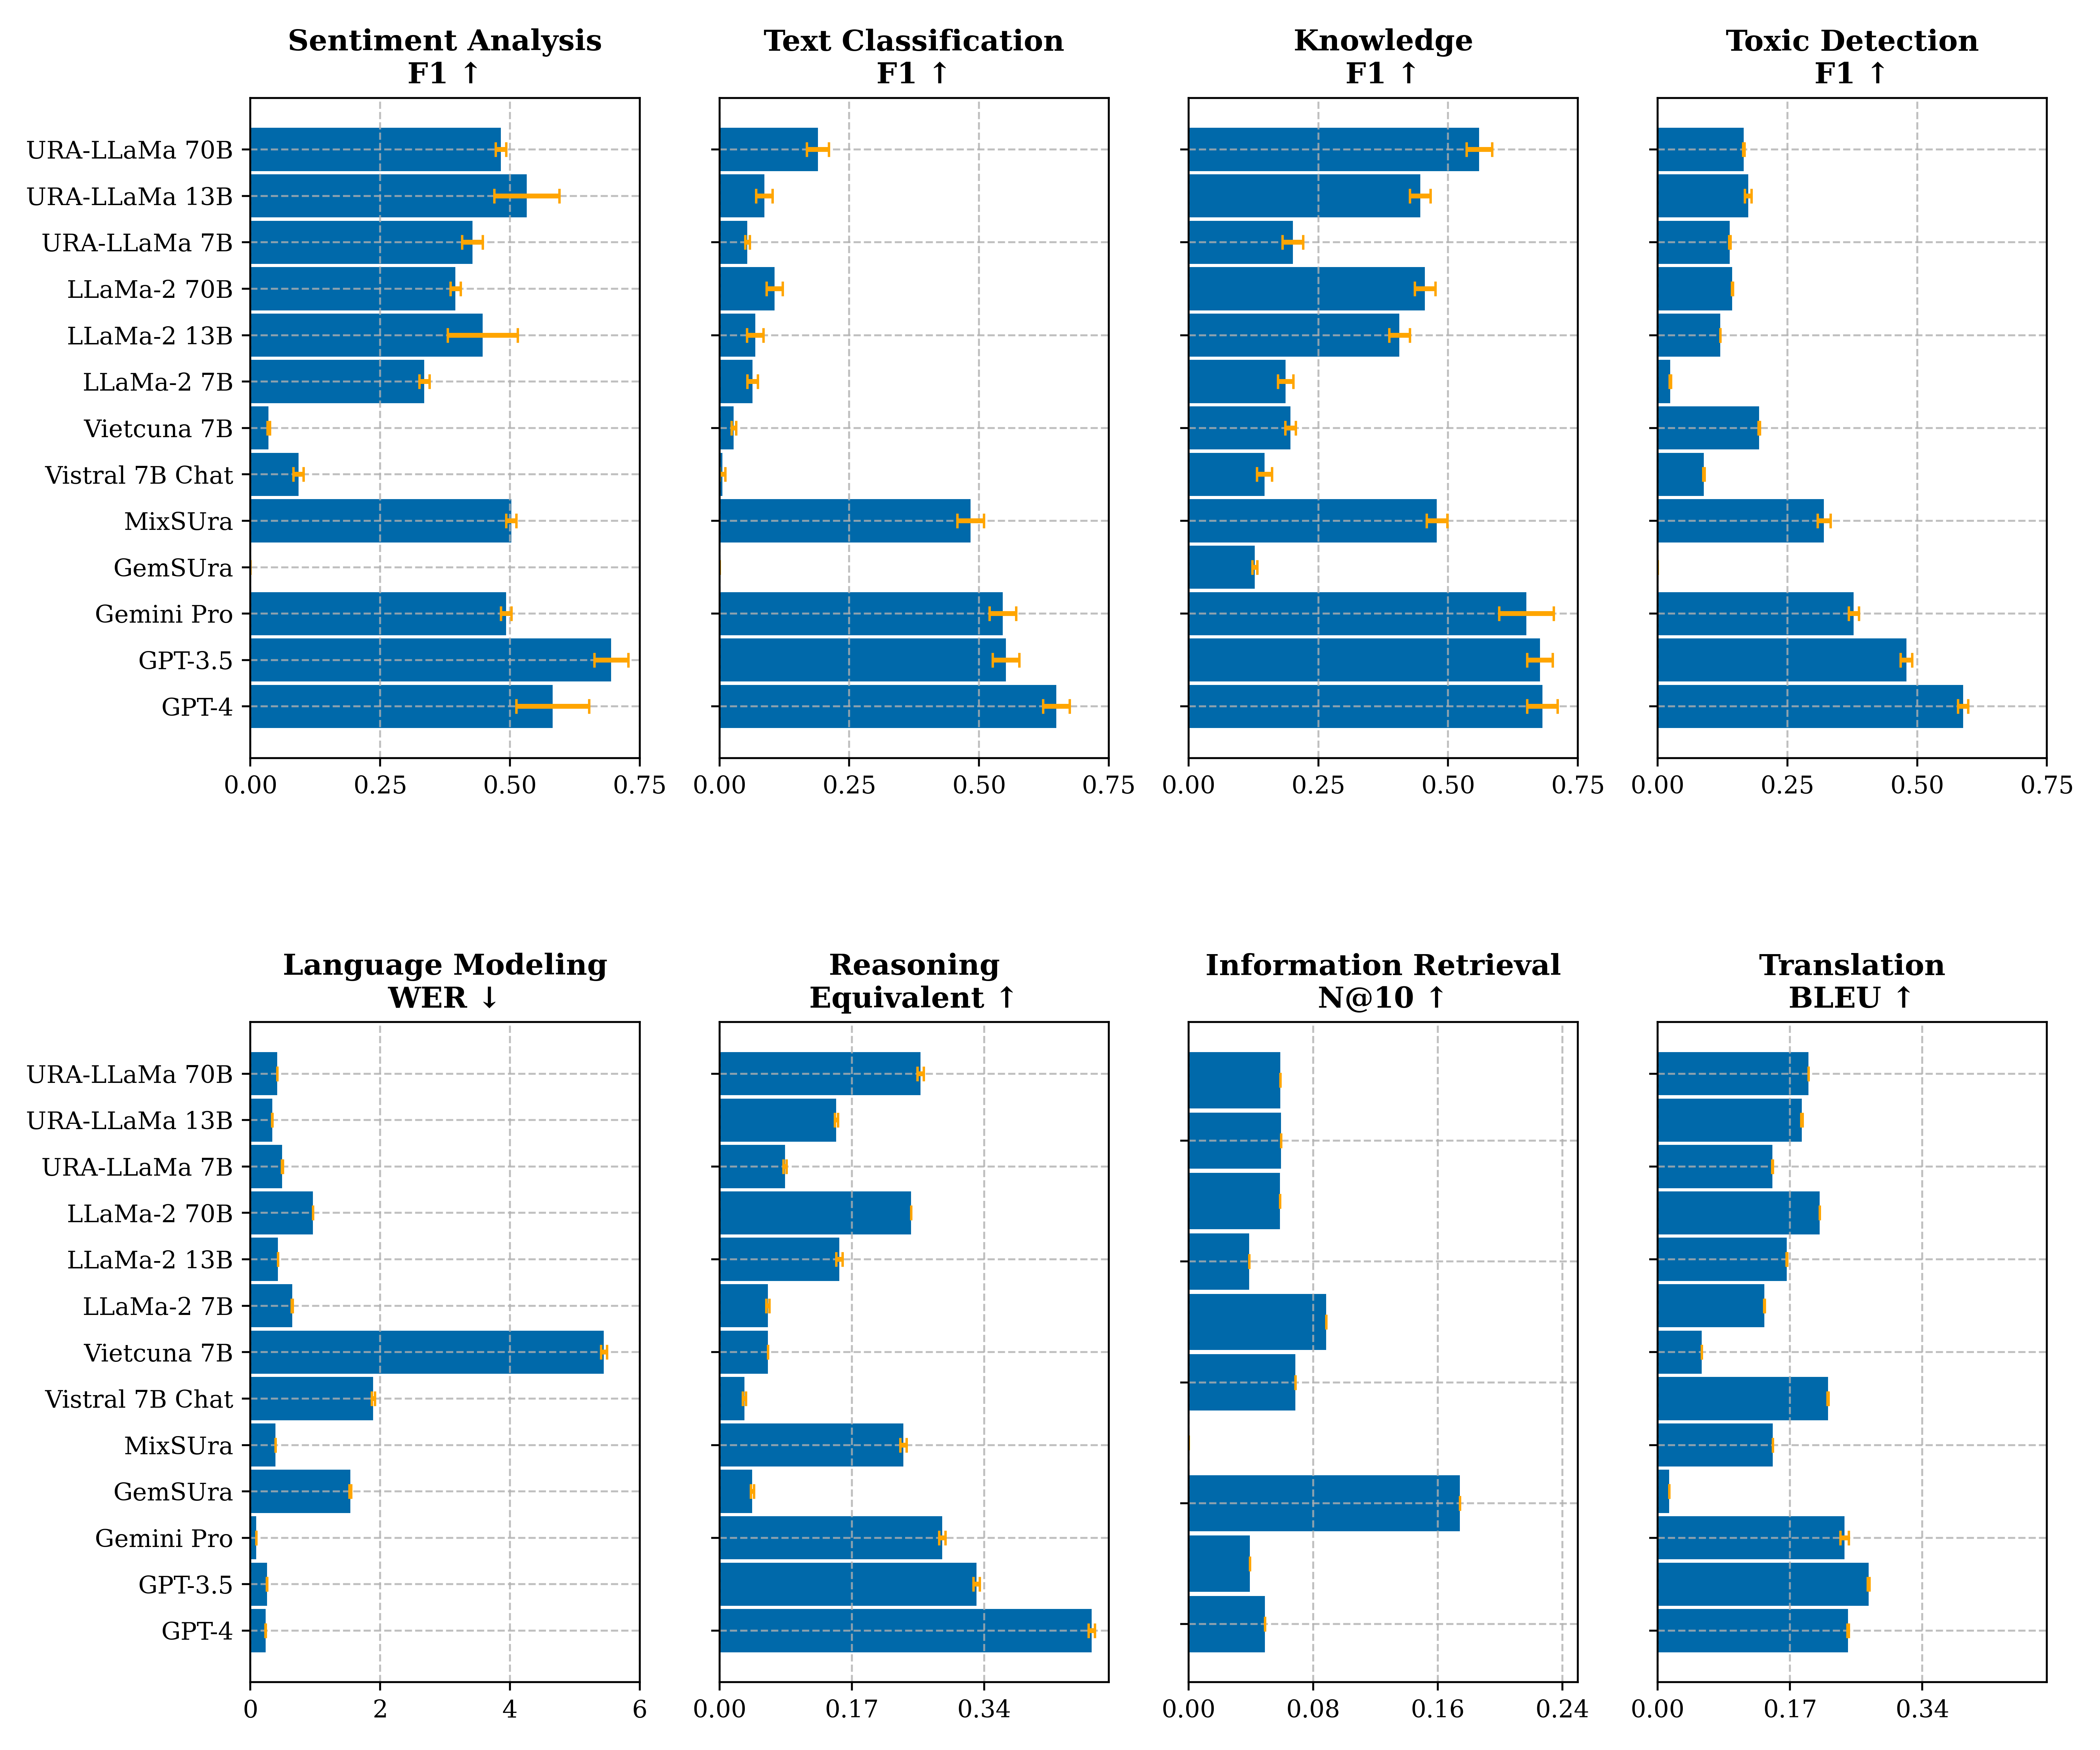 Sentiment Analysis
F1 ↑
Text Classification
F1 ↑
Knowledge
F1 ↑
Toxic Detection
F1 ↑
URA-LLaMa 70B
URA-LLaMa 13B
URA-LLaMa 7B
LLaMa-2 70B
LLaMa-2 13B
LLaMa-2 7B
Vietcuna 7B
Vistral 7B Chat
MixSUra
GemSUra
Gemini Pro
GPT-3.5
GPT-4
0.00 0.25 0.50 0.75
0.00 0.25 0.50 0.75
0.00 0.25 0.50 0.75
0.00 0.25 0.50 0.75
Language Modeling
WER ↓
Reasoning
Equivalent ↑
Information Retrieval
N@10 ↑
Translation
BLEU ↑
URA-LLaMa 70B
URA-LLaMa 13B
URA-LLaMa 7B
LLaMa-2 70B
LLaMa-2 13B
LLaMa-2 7B
Vietcuna 7B
Vistral 7B Chat
MixSUra
GemSUra
Gemini Pro
GPT-3.5
GPT-4
0 2 4 6
0.00 0.17 0.34
0.00 0.08 0.16 0.24
0.00 0.17 0.34